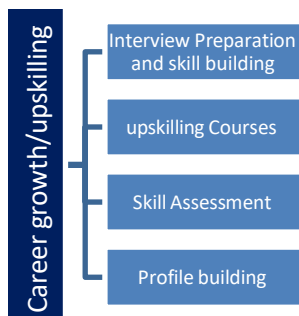 Career growth/upskilling
Interview Preparation
and skill building
upskilling Courses
Skill Assessment
Profile building